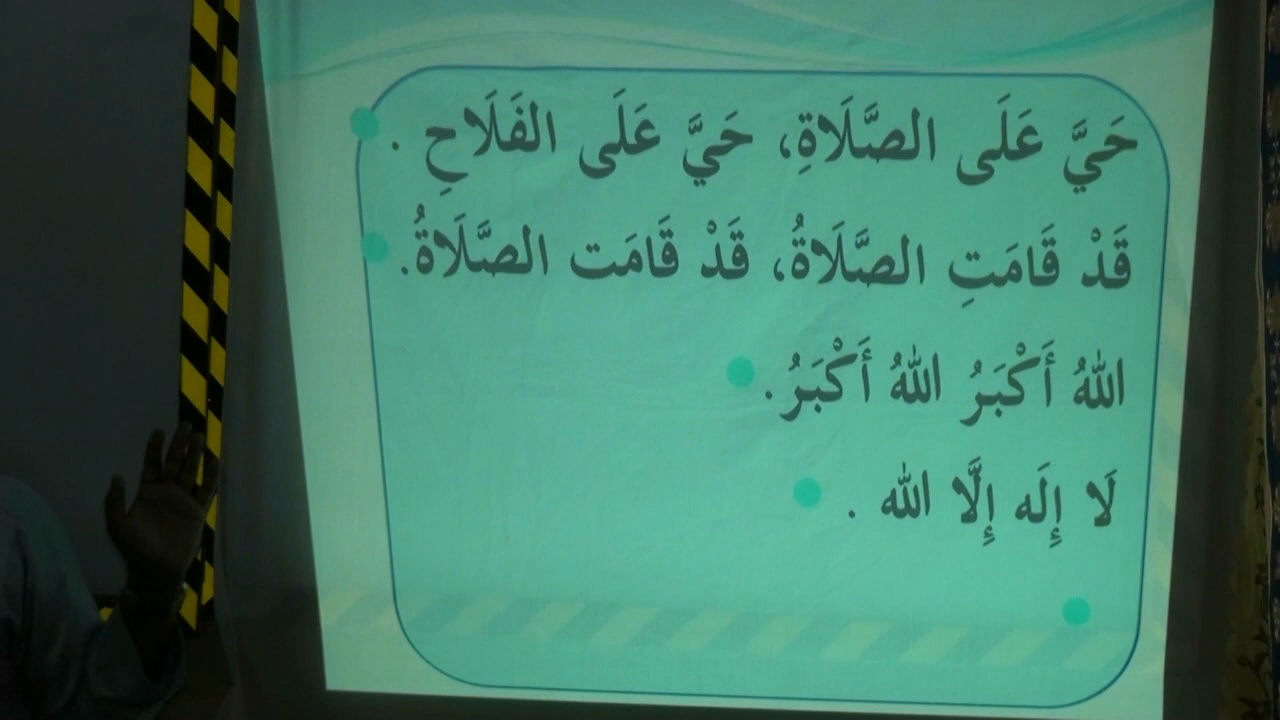 حَيَّ عَلَى الصَّلَاةِ، حَيَّ عَلَى الفَلَاحِ .
قَدْ قَامَتِ الصَّلَاةُ، قَدْ قَامَت الصَّلَاةُ.
اللهُ أَكْبَرُ اللهُ أَكْبَرُ.
لَا إِلَه إِلَّا الله .